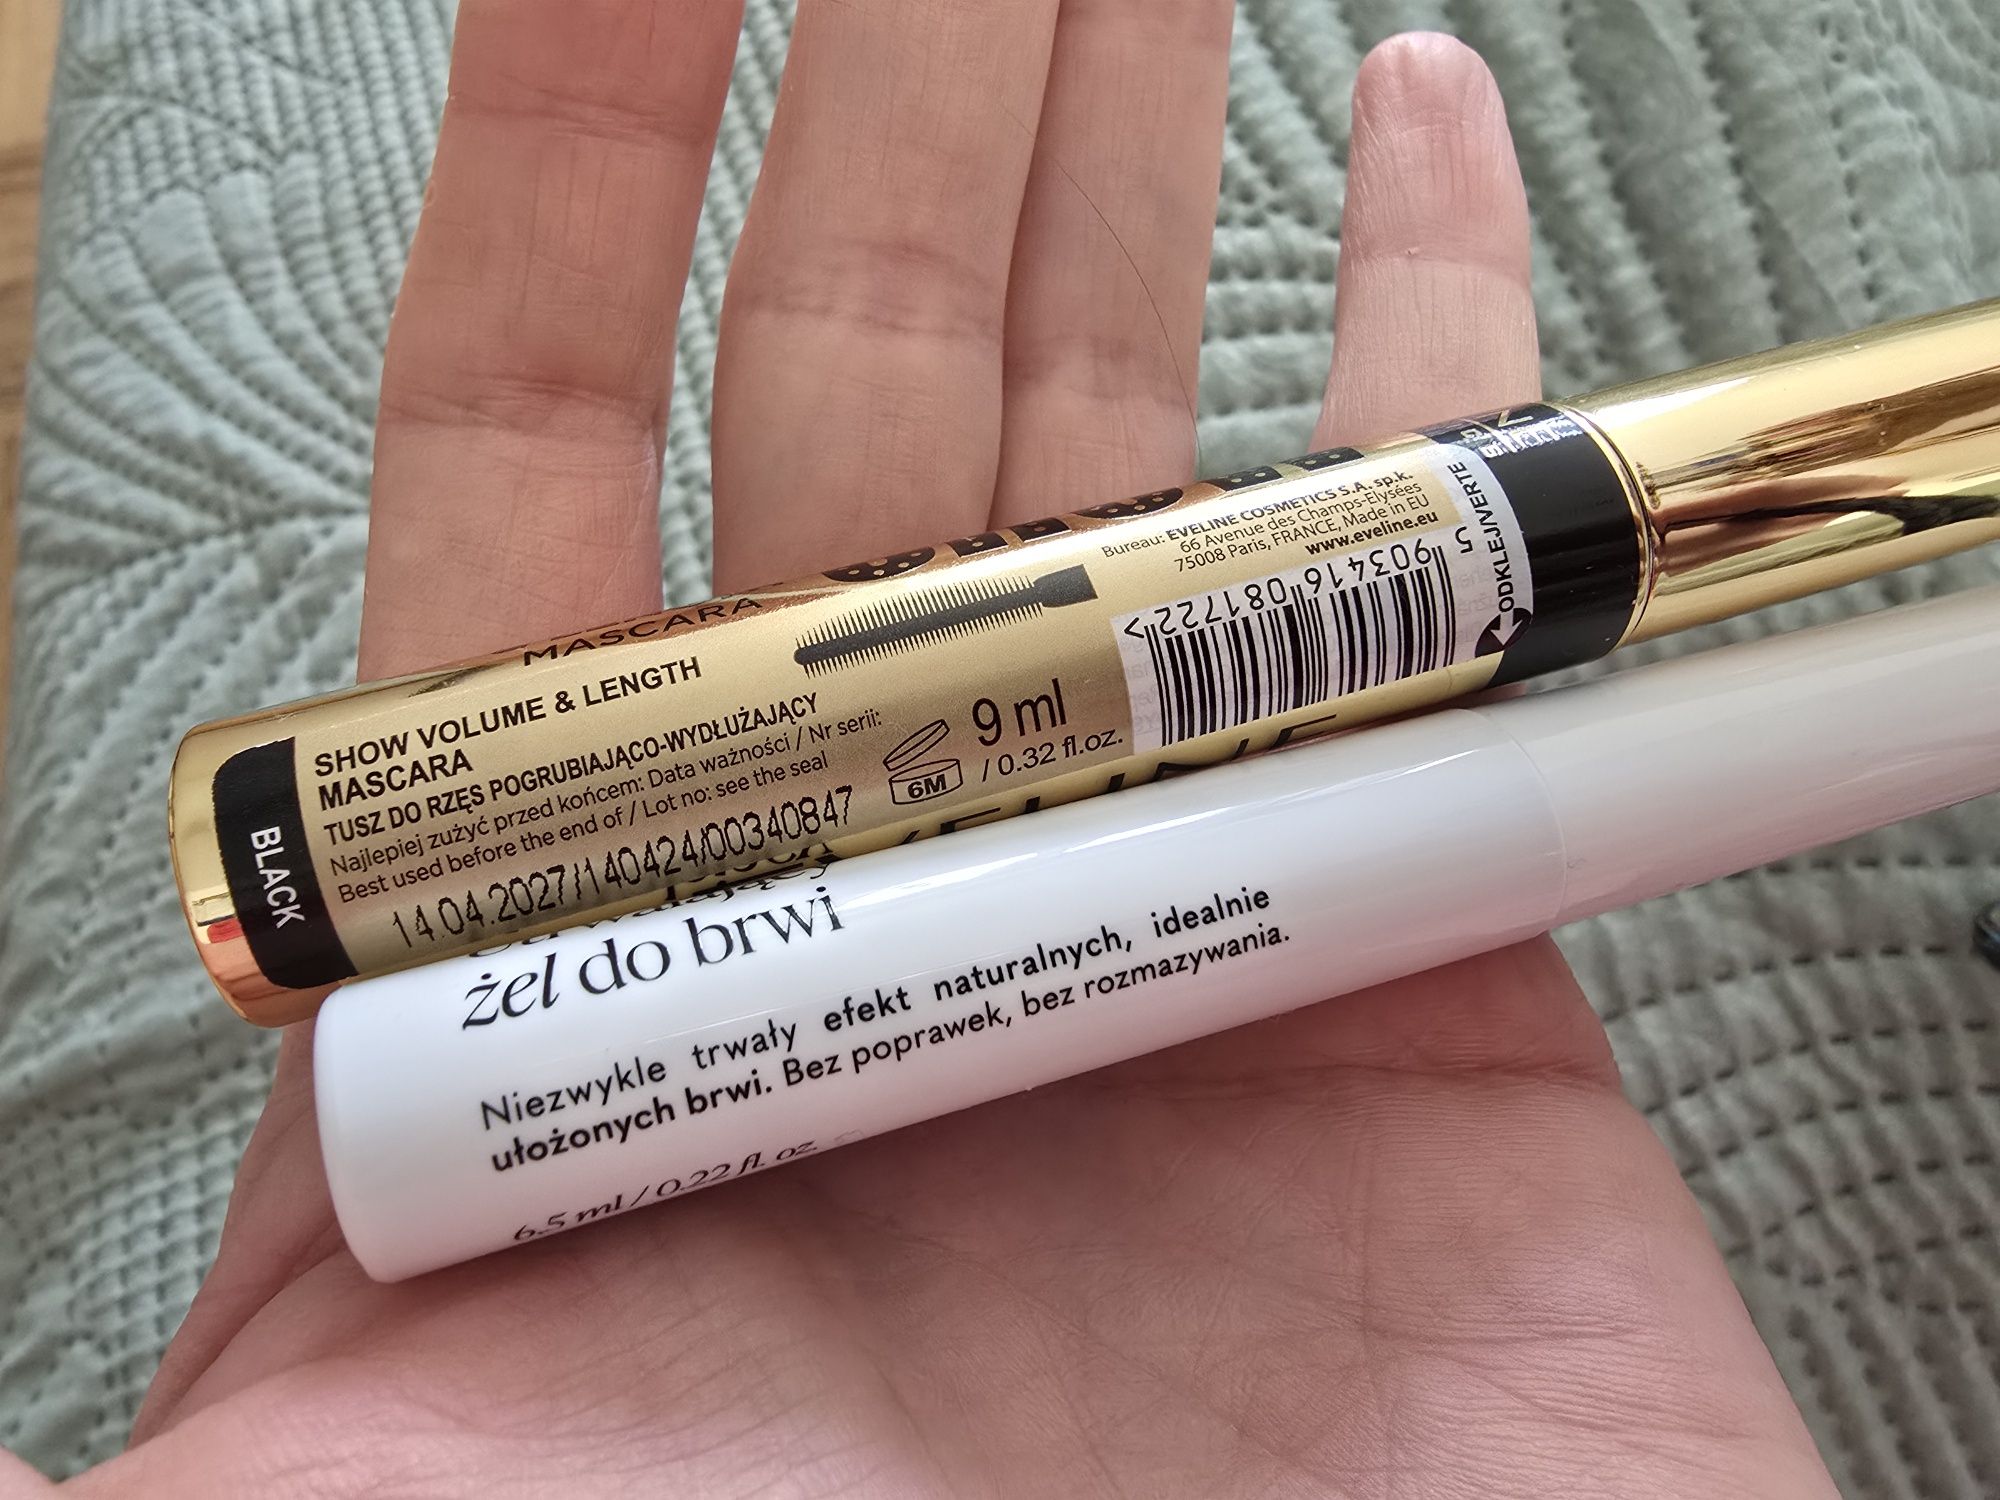 MASCARA
SHOW VOLUME & LENGTH
MASCARA
TUSZ DO RZĘS POGRUBIAJĄCO-WYDŁUŻAJĄCY
Najlepiej zużyć przed końcem: Data ważności / Nr serii:
Best used before the end of / Lot no: see the seal
14.04.2027/140424/00340847
BLACK
6M
9 ml
/ 0.32 fl.oz.
Bureau: EVELINE COSMETICS S.A. sp.k.
66 Avenue des Champs-Elysées
75008 Paris, FRANCE, Made in EU
www.eveline.eu
5 903416 081722 >
ODKLEJ/VERTE
żel do brwi
Niezwykle trwały efekt naturalnych, idealnie
ułożonych brwi. Bez poprawek, bez rozmazywania.
6.5 ml / 0.22 fl. oz.